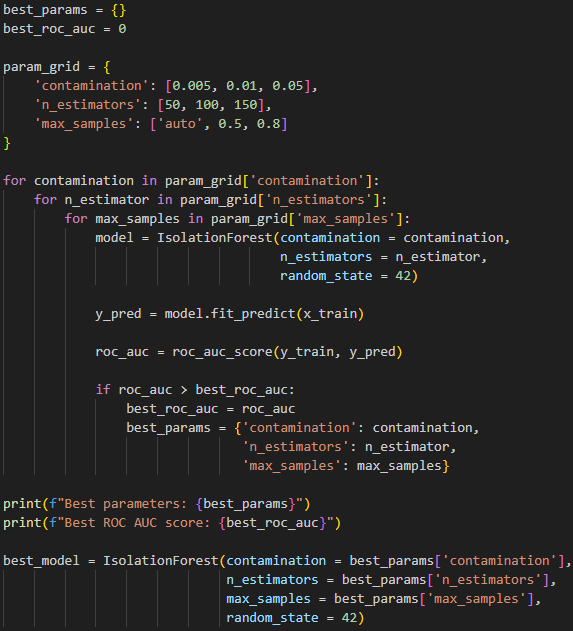 best_params = {}
best_roc_auc = 0

param_grid = {
    'contamination': [0.005, 0.01, 0.05],
    'n_estimators': [50, 100, 150],
    'max_samples': ['auto', 0.5, 0.8]
}

for contamination in param_grid['contamination']:
    for n_estimator in param_grid['n_estimators']:
        for max_samples in param_grid['max_samples']:
            model = IsolationForest(contamination = contamination,
                                    n_estimators = n_estimator,
                                    random_state = 42)

            y_pred = model.fit_predict(x_train)

            roc_auc = roc_auc_score(y_train, y_pred)

            if roc_auc > best_roc_auc:
                best_roc_auc = roc_auc
                best_params = {'contamination': contamination,
                               'n_estimators': n_estimator,
                               'max_samples': max_samples}

print(f"Best parameters: {best_params}")
print(f"Best ROC AUC score: {best_roc_auc}")

best_model = IsolationForest(contamination = best_params['contamination'],
                             n_estimators = best_params['n_estimators'],
                             max_samples = best_params['max_samples'],
                             random_state = 42)